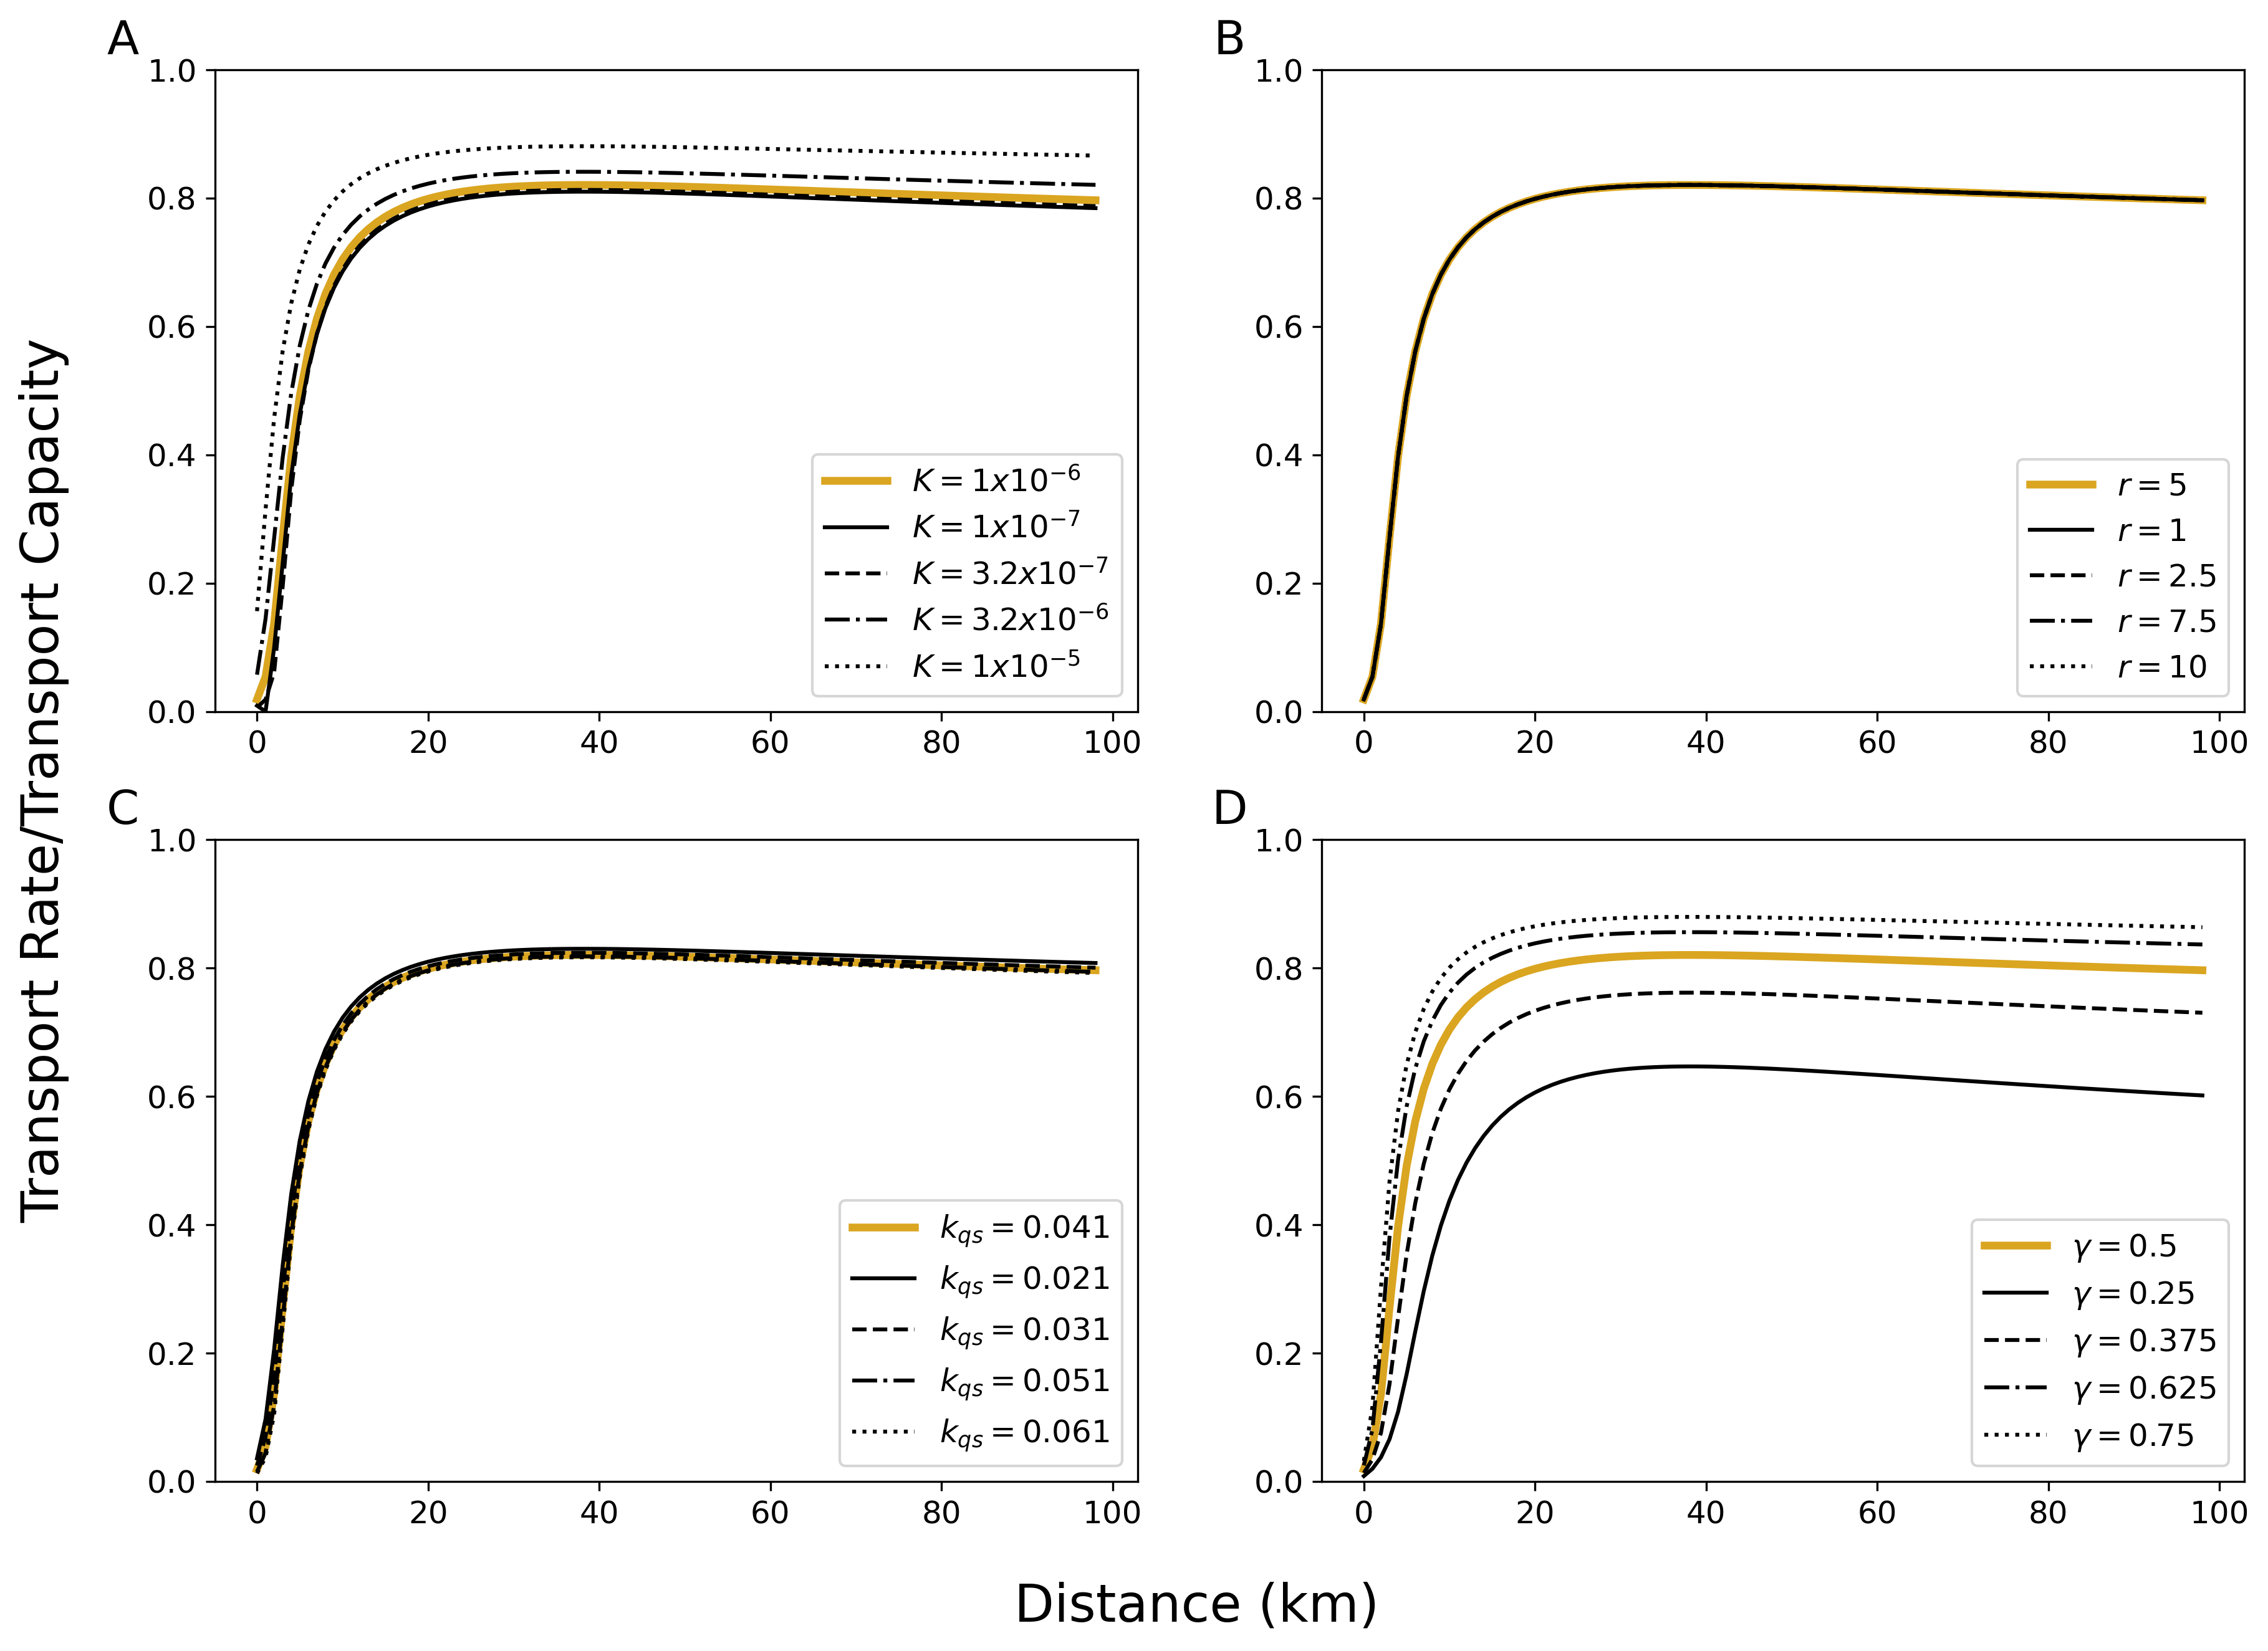 A
1.0
0.8
0.6
0.4
0.2
0.0
0 20 40 60 80 100
K = 1x10⁻⁶
K = 1x10⁻⁷
K = 3.2x10⁻⁷
K = 3.2x10⁻⁶
K = 1x10⁻⁵
B
1.0
0.8
0.6
0.4
0.2
0.0
0 20 40 60 80 100
r = 5
r = 1
r = 2.5
r = 7.5
r = 10
C
1.0
0.8
0.6
0.4
0.2
0.0
0 20 40 60 80 100
k_qs = 0.041
k_qs = 0.021
k_qs = 0.031
k_qs = 0.051
k_qs = 0.061
D
1.0
0.8
0.6
0.4
0.2
0.0
0 20 40 60 80 100
γ = 0.5
γ = 0.25
γ = 0.375
γ = 0.625
γ = 0.75
Transport Rate/Transport Capacity
Distance (km)